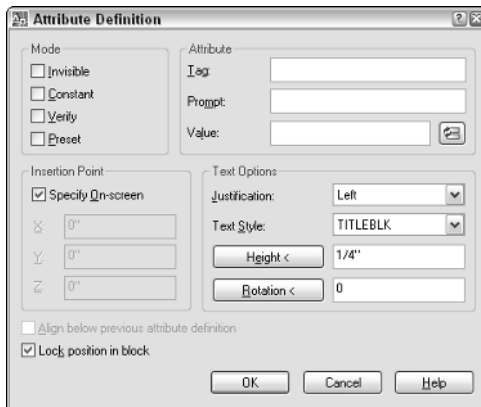 Attribute Definition
Mode
Invisible
Constant
Verify
Preset
Attribute
Tag:
Prompt:
Value:
Insertion Point
Specify On-screen
X: 0"
Y: 0"
Z: 0"
Text Options
Justification: Left
Text Style: TITLEBLK
Height < 1/4"
Rotation < 0
Align below previous attribute definition
Lock position in block
OK Cancel Help